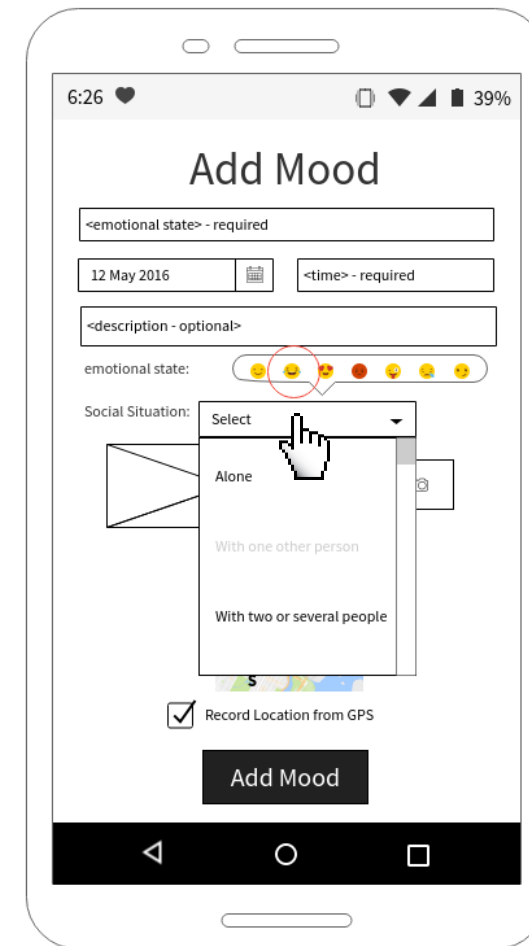 6:26
39%
Add Mood
<emotional state> - required
12 May 2016
<time> - required
<description - optional>
emotional state:
Social Situation:
Select
Alone
With one other person
With two or several people
S
Record Location from GPS
Add Mood